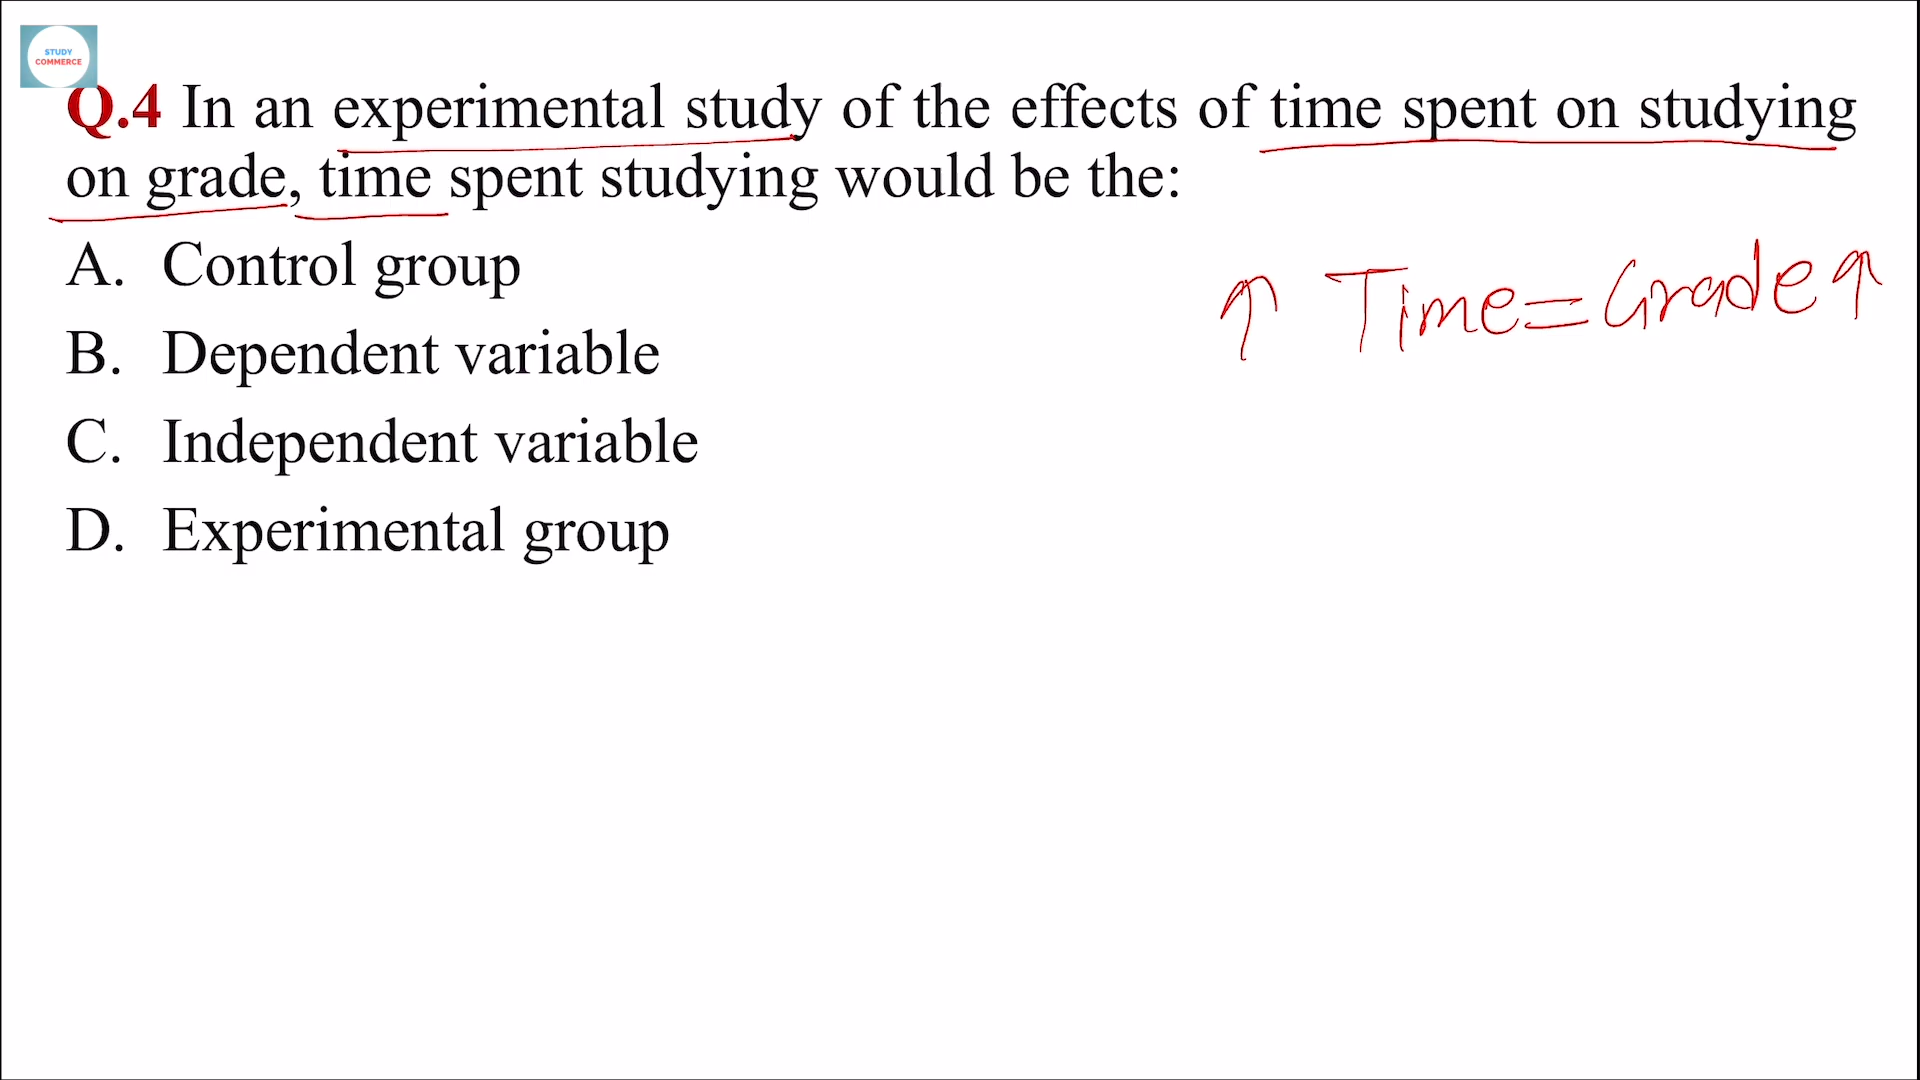 STUDY
COMMERCE
Q.4 In an experimental study of the effects of time spent on studying
on grade, time spent studying would be the:
A. Control group
↑ Time = Grade ↑
B. Dependent variable
C. Independent variable
D. Experimental group